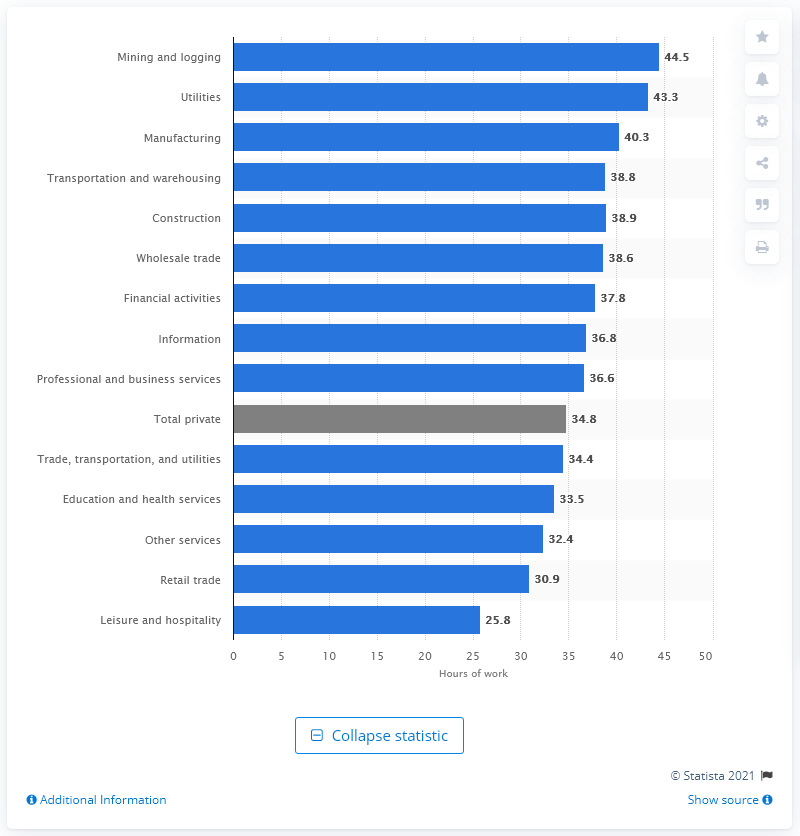 Mining and logging 44.5
Utilities 43.3
Manufacturing 40.3
Transportation and warehousing 38.8
Construction 38.9
Wholesale trade 38.6
Financial activities 37.8
Information 36.8
Professional and business services 36.6
Total private 34.8
Trade, transportation, and utilities 34.4
Education and health services 33.5
Other services 32.4
Retail trade 30.9
Leisure and hospitality 25.8
0 5 10 15 20 25 30 35 40 45 50
Hours of work
Collapse statistic
© Statista 2021
Additional Information Show source